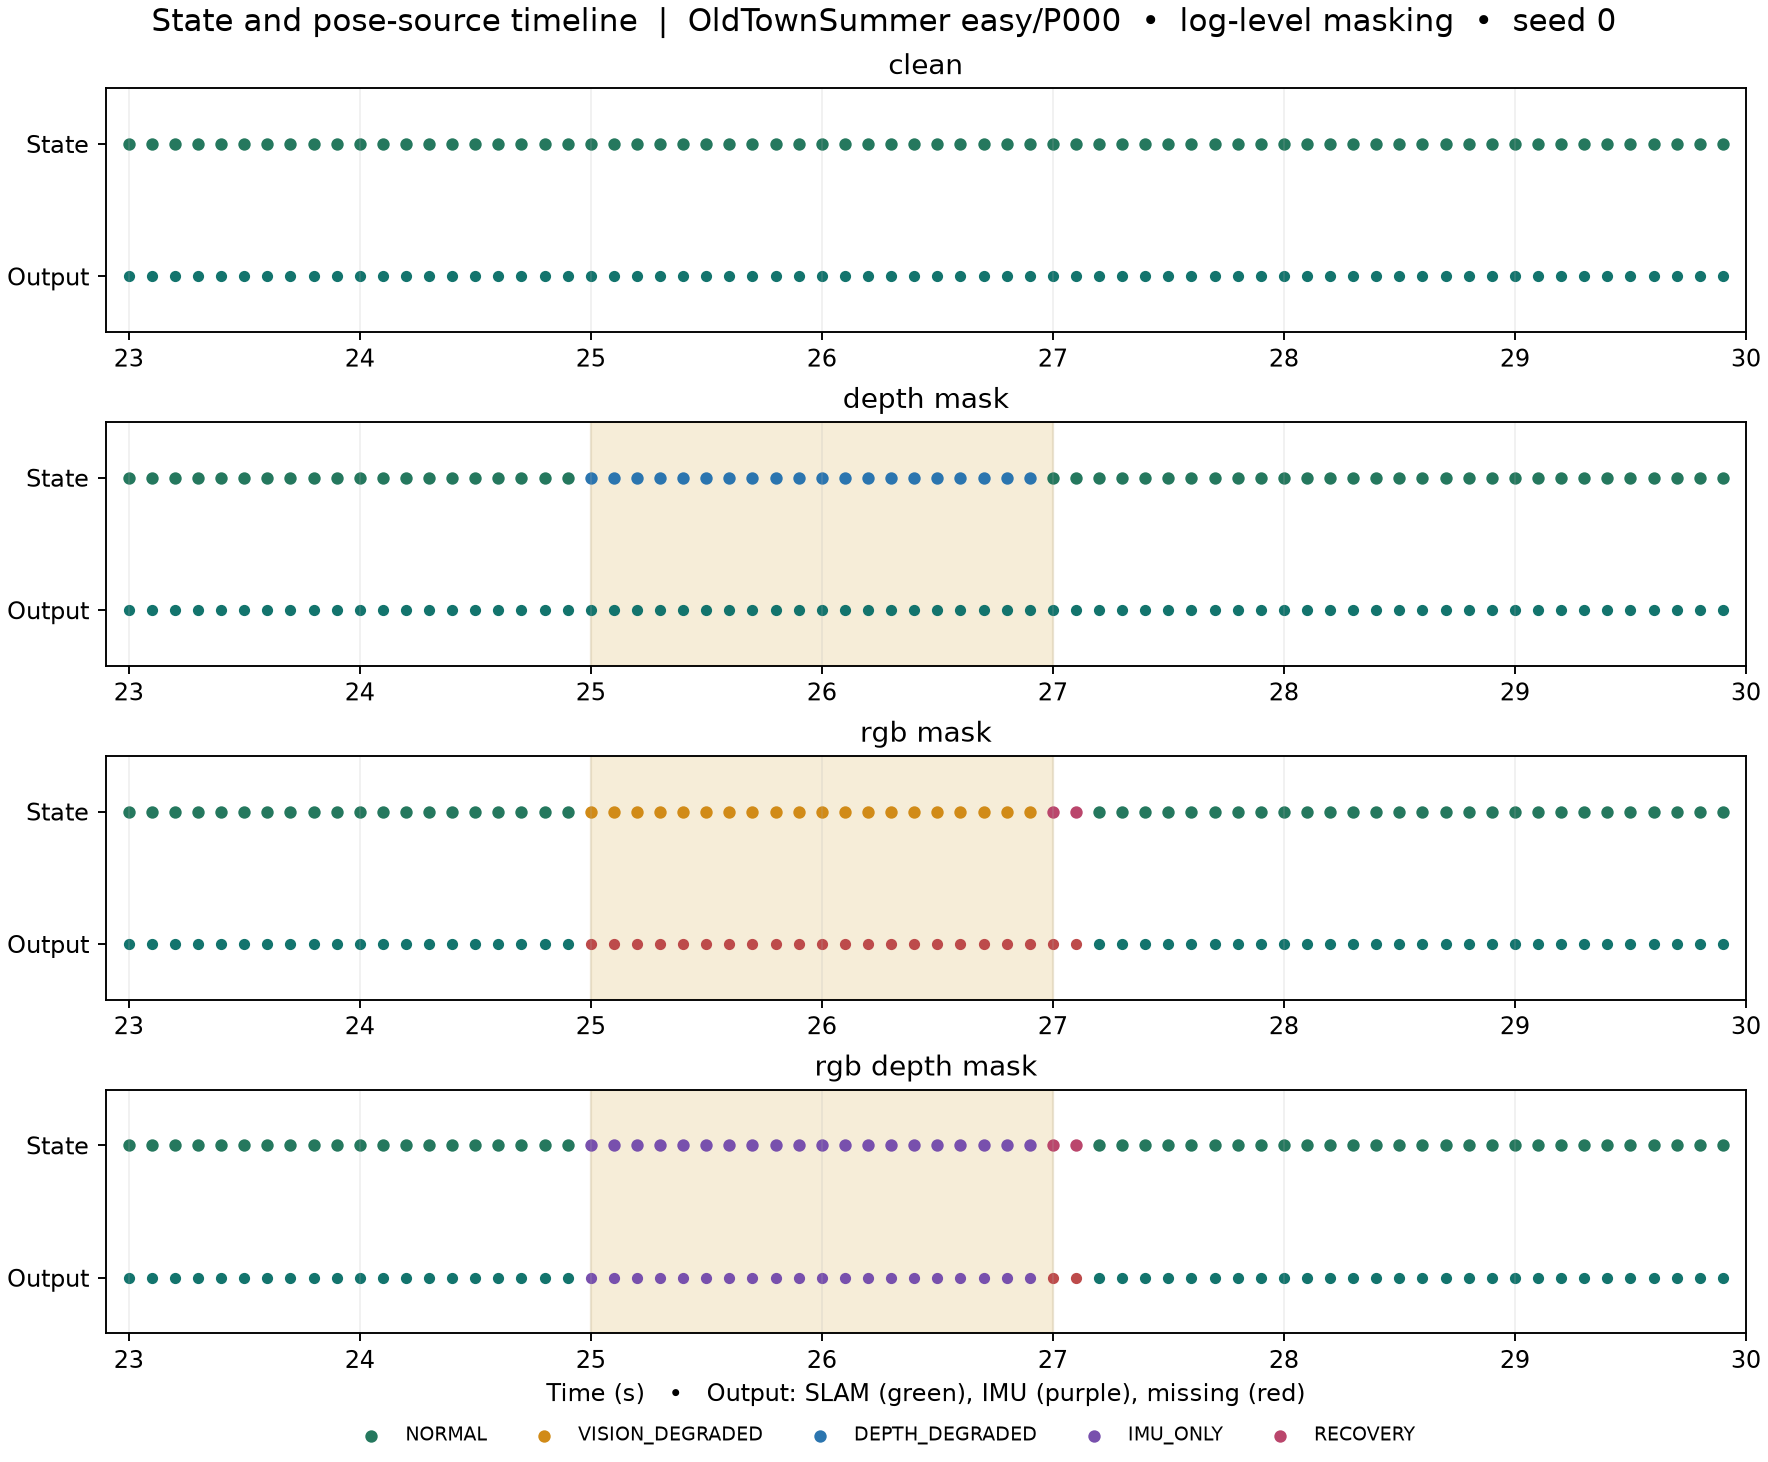 State and pose-source timeline | OldTownSummer easy/P000 • log-level masking • seed 0
clean
State
Output
23 24 25 26 27 28 29 30
depth mask
State
Output
23 24 25 26 27 28 29 30
rgb mask
State
Output
23 24 25 26 27 28 29 30
rgb depth mask
State
Output
23 24 25 26 27 28 29 30
Time (s) • Output: SLAM (green), IMU (purple), missing (red)
NORMAL VISION_DEGRADED DEPTH_DEGRADED IMU_ONLY RECOVERY